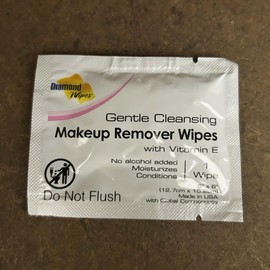 Diamond
Wipes
Gentle Cleansing
Makeup Remover Wipes
with Vitamin E
No alcohol added
Moisturizes
Conditions
1
Wipe
Do Not Flush
Made in USA